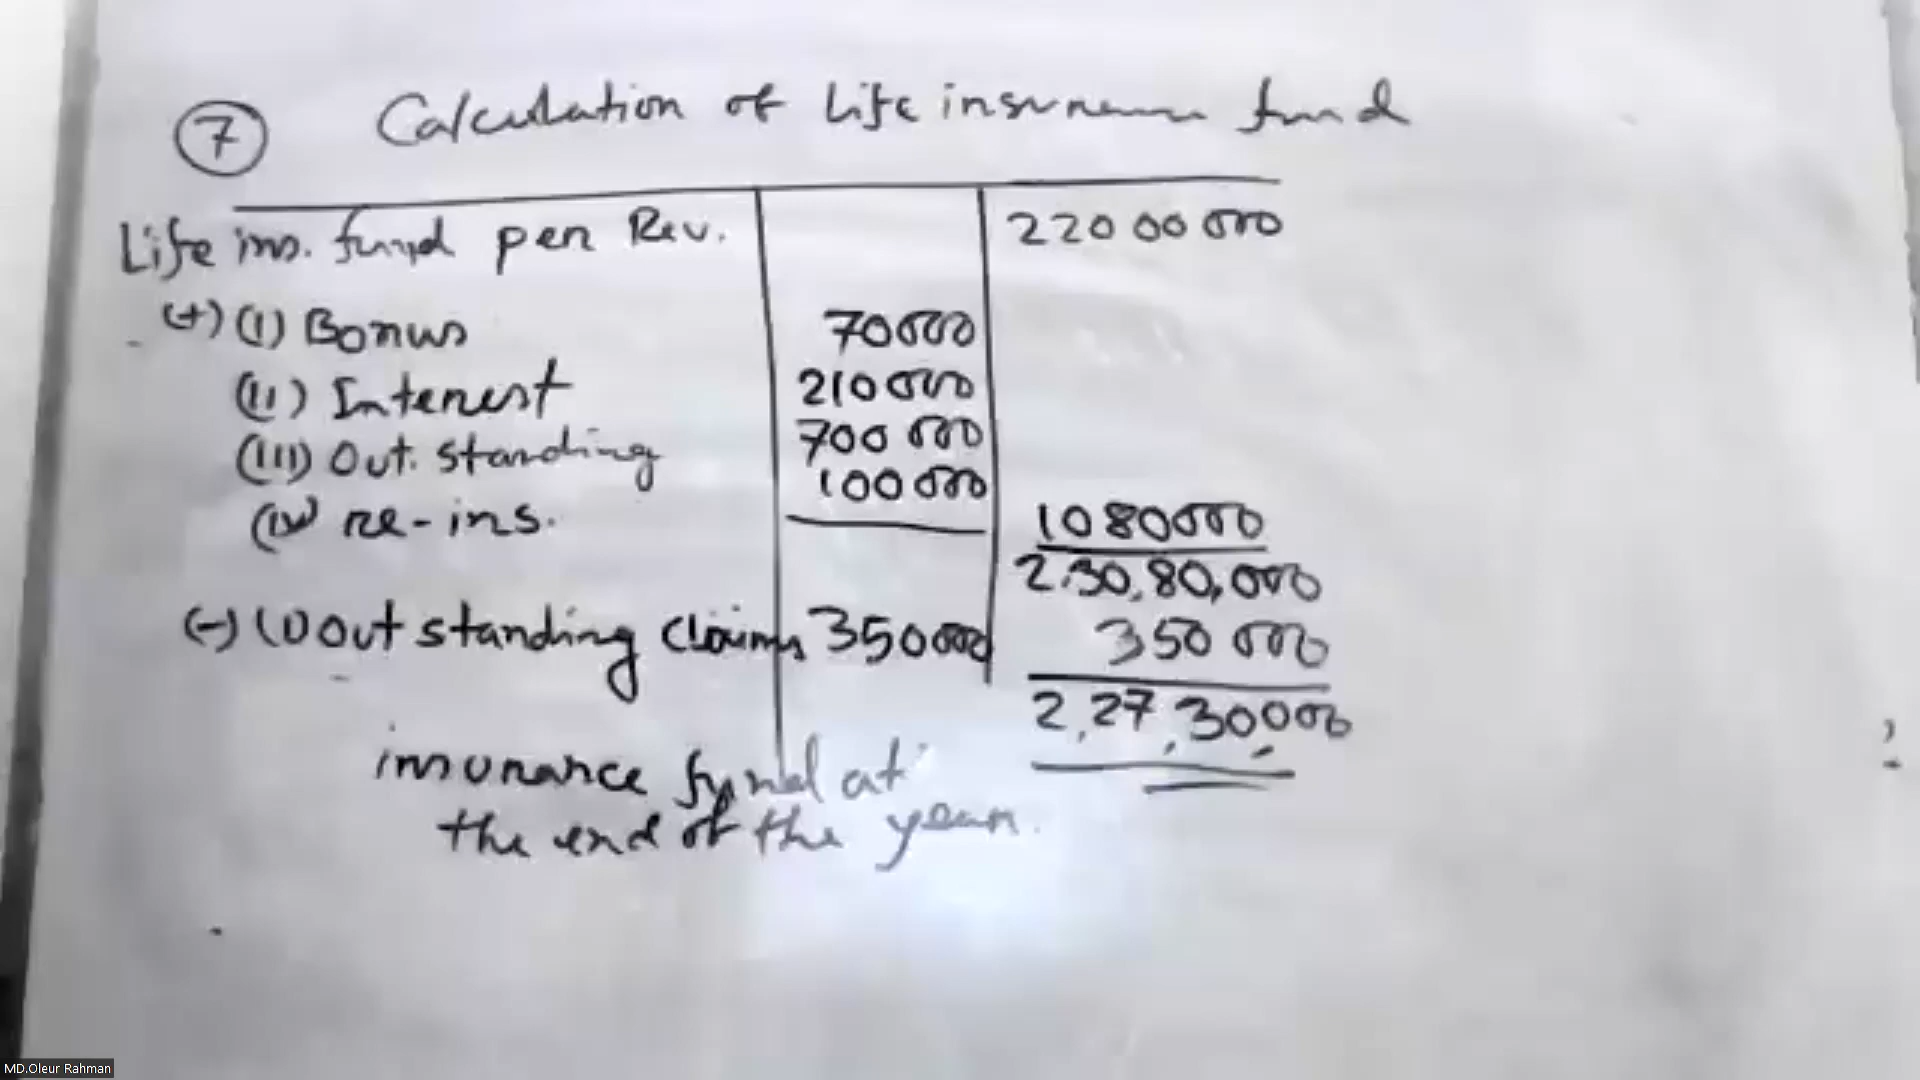 7 Calculation of Life insurance fund
Life ins. fund per Rev. 22000000
(+) (I) Bonus 70000
(II) Interest 210000
(III) Out. standing 700000
(IV) re-ins. 100000 1080000
2,30,80,000
(-) (I) Out standing claims 350000 350000
2,27,30,000
insurance fund at
the end of the year.
MD.Oleur Rahman